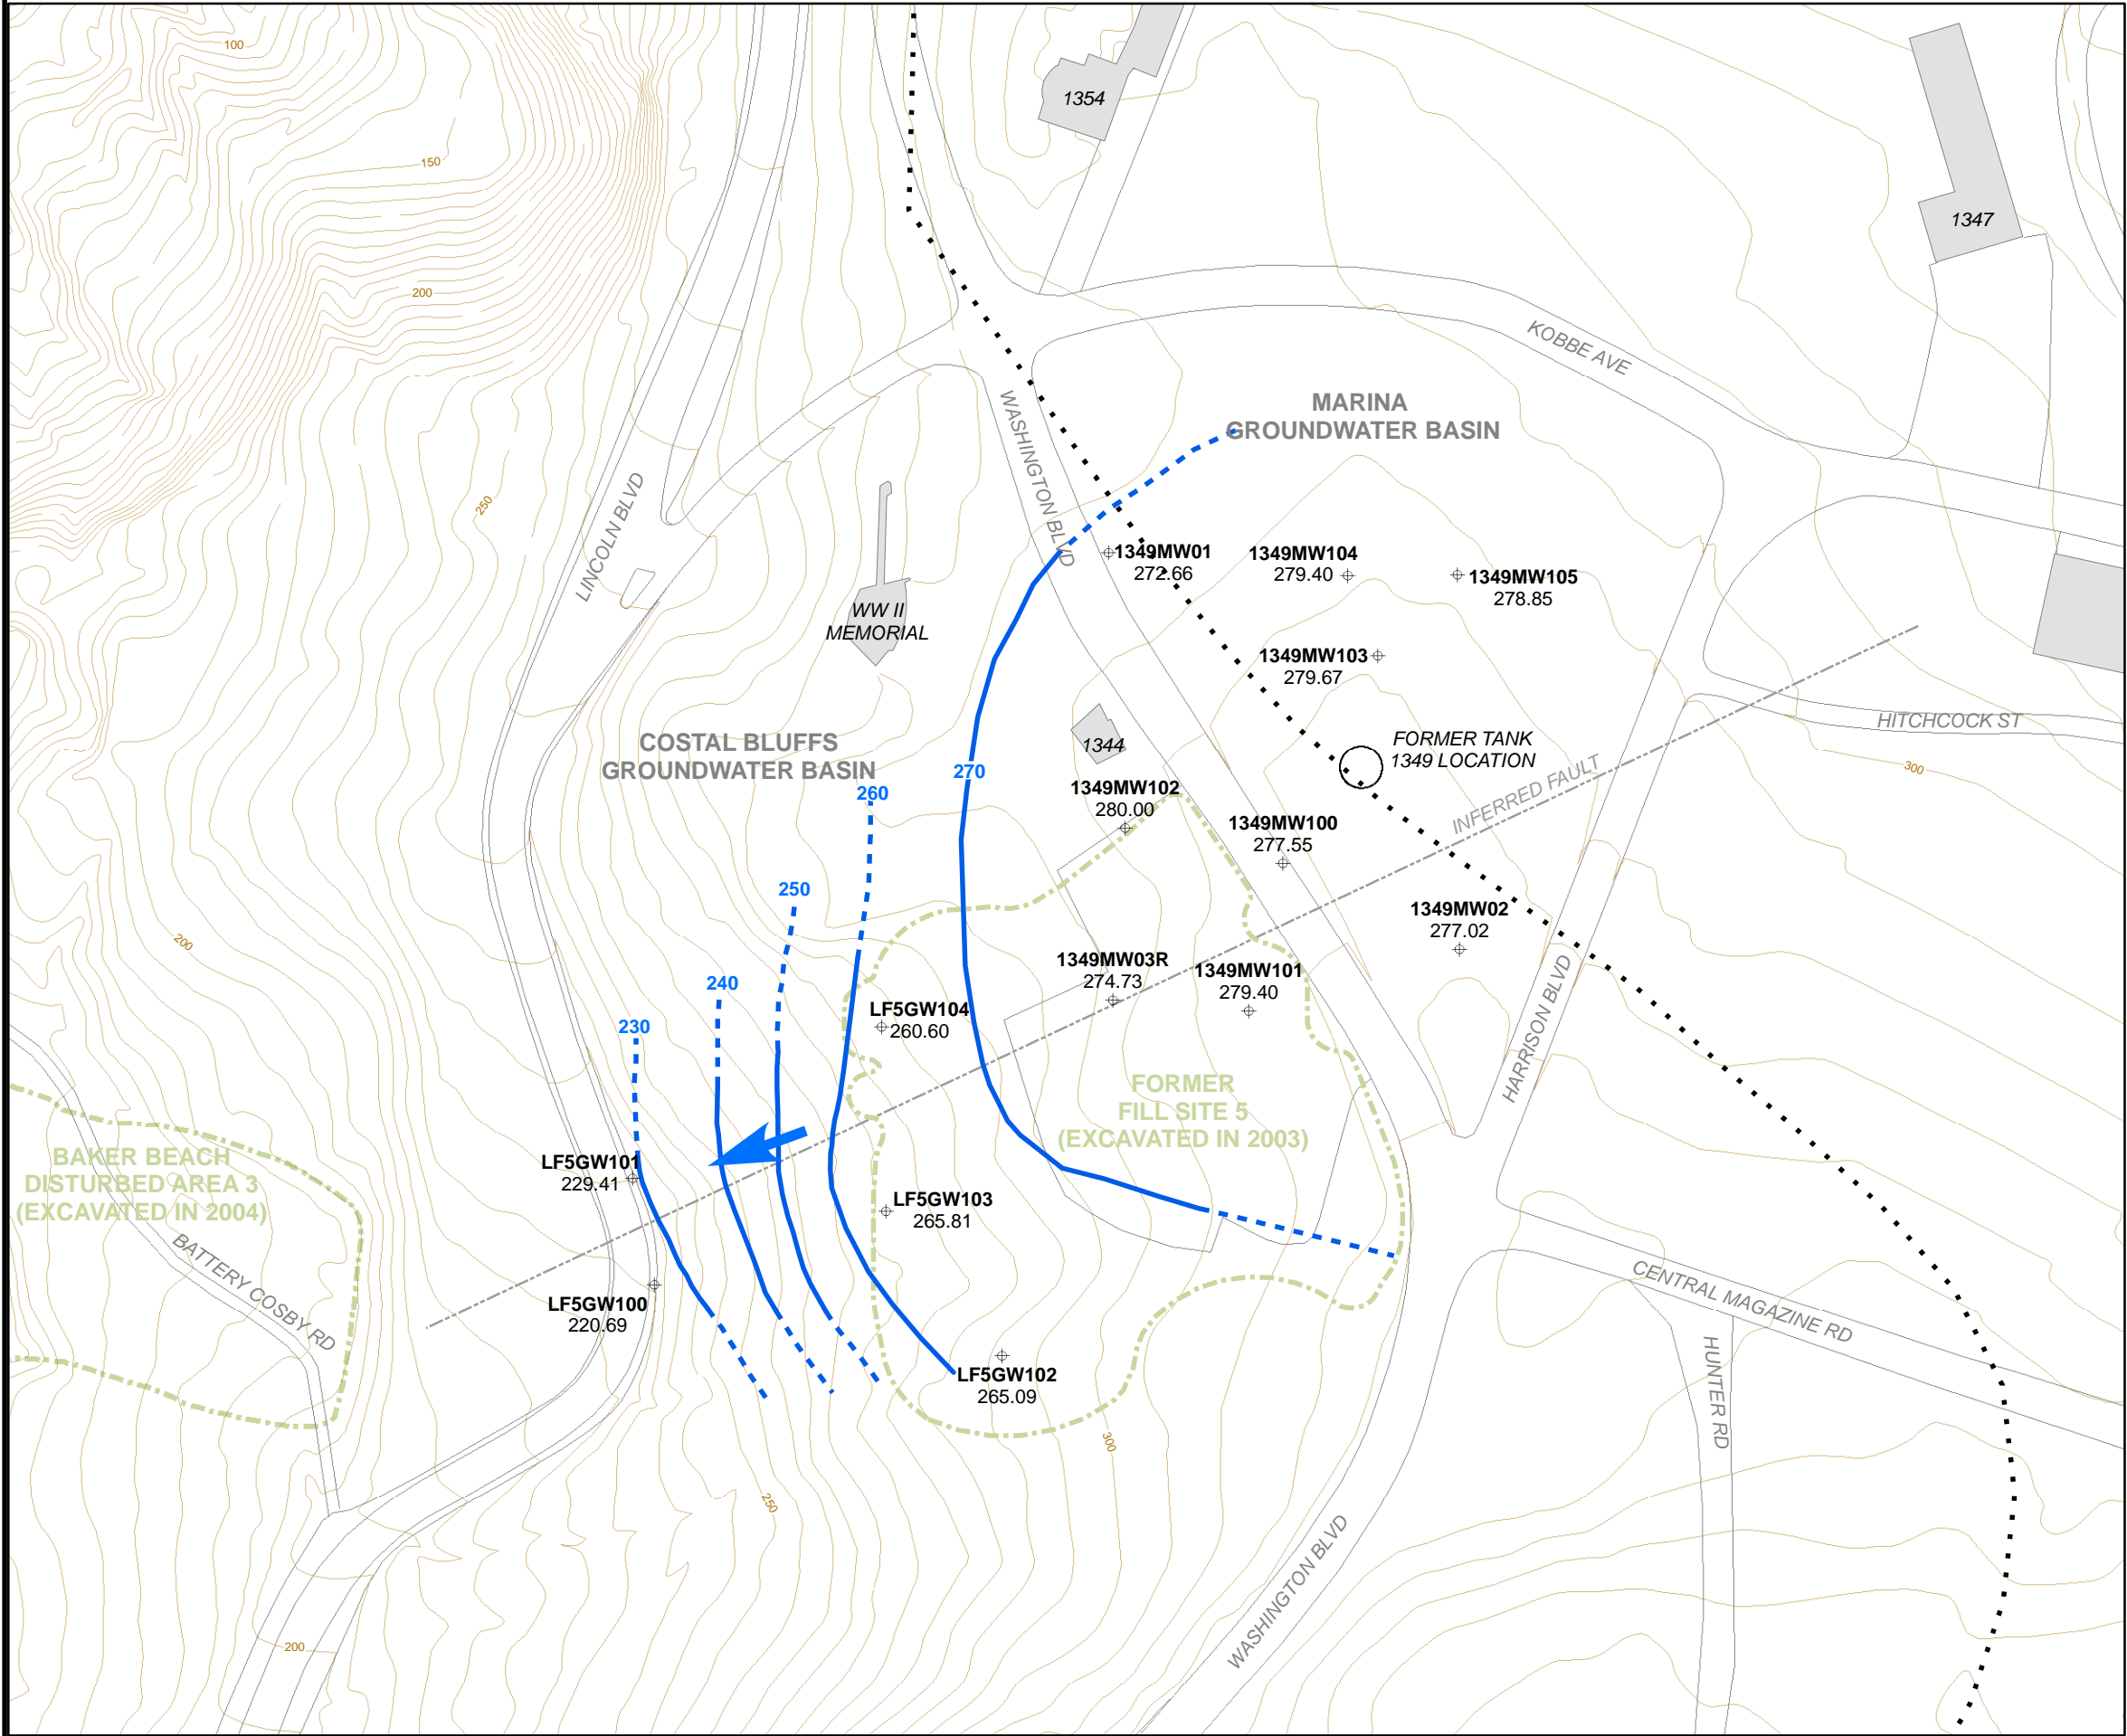 100
1354
150
1347
200
KOBBE AVE
MARINA
GROUNDWATER BASIN
WASHINGTON BLVD
250
LINCOLN BLVD
1349MW01
272.66
1349MW104
279.40
1349MW105
278.85
WW II
MEMORIAL
1349MW103
279.67
HITCHCOCK ST
COSTAL BLUFFS
GROUNDWATER BASIN
1344
FORMER TANK
1349 LOCATION
300
270
260
1349MW102
280.00
INFERRED FAULT
1349MW100
277.55
250
1349MW02
277.02
200
240
1349MW03R
274.73
1349MW101
279.40
LF5GW104
260.60
230
HARRISON BLVD
FORMER
FILL SITE 5
(EXCAVATED IN 2003)
BAKER BEACH
DISTURBED AREA 3
(EXCAVATED IN 2004)
LF5GW101
229.41
LF5GW103
265.81
BATTERY COSBY RD
LF5GW100
220.69
CENTRAL MAGAZINE RD
HUNTER RD
LF5GW102
265.09
300
250
WASHINGTON BLVD
200